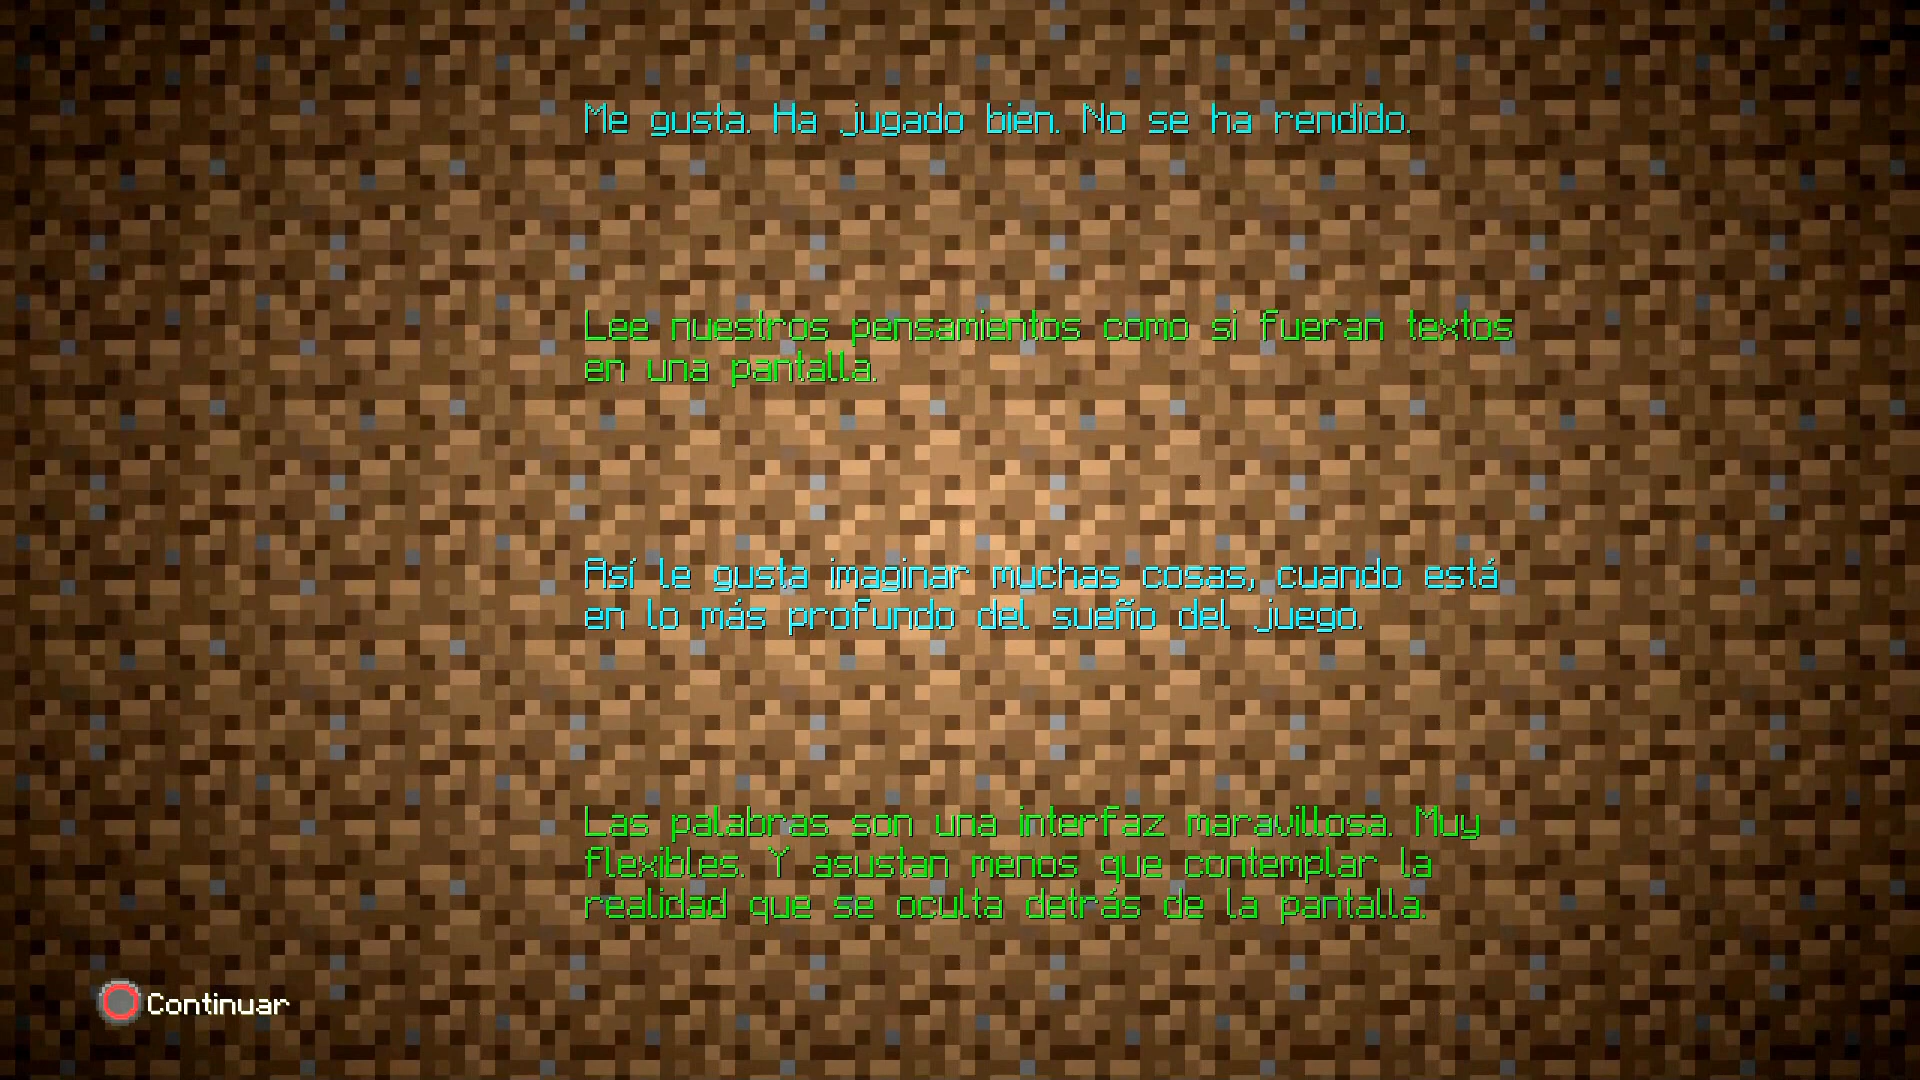 Me gusta. Ha jugado bien. No se ha rendido.
Lee nuestros pensamientos como si fueran textos
en una pantalla.
Así le gusta imaginar muchas cosas, cuando está
en lo más profundo del sueño del juego.
Las palabras son una interfaz maravillosa. Muy
flexibles. Y asustan menos que contemplar la
realidad que se oculta detrás de la pantalla.
Continuar